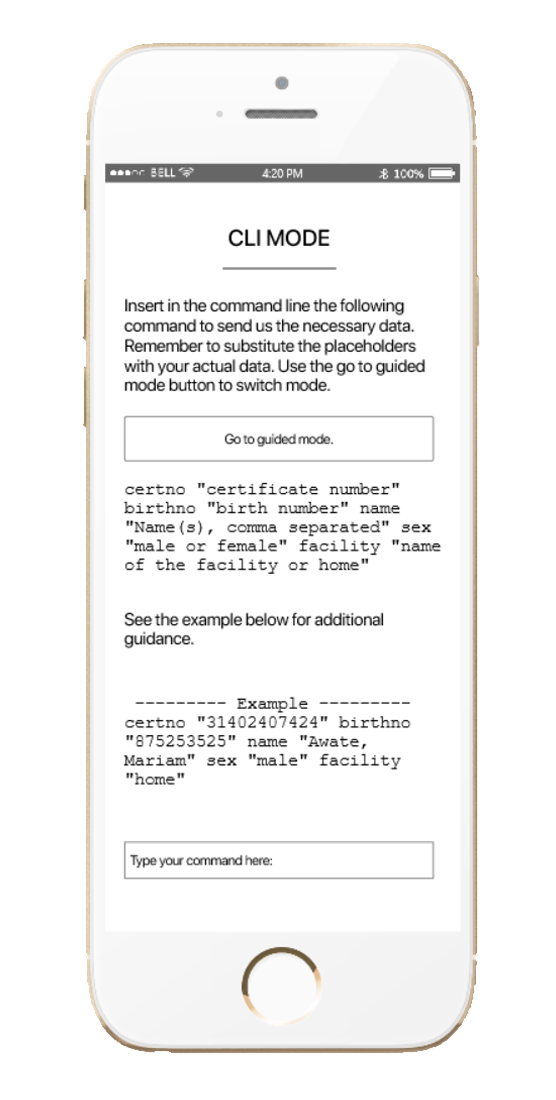 BELL 4:20 PM 100%
CLI MODE
Insert in the command line the following
command to send us the necessary data.
Remember to substitute the placeholders
with your actual data. Use the go to guided
mode button to switch mode.
Go to guided mode.
certno "certificate number"
birthno "birth number" name
"Name(s), comma separated" sex
"male or female" facility "name
of the facility or home"
See the example below for additional
guidance.
--------- Example ---------
certno "31402407424" birthno
"875253525" name "Awate,
Mariam" sex "male" facility
"home"
Type your command here: